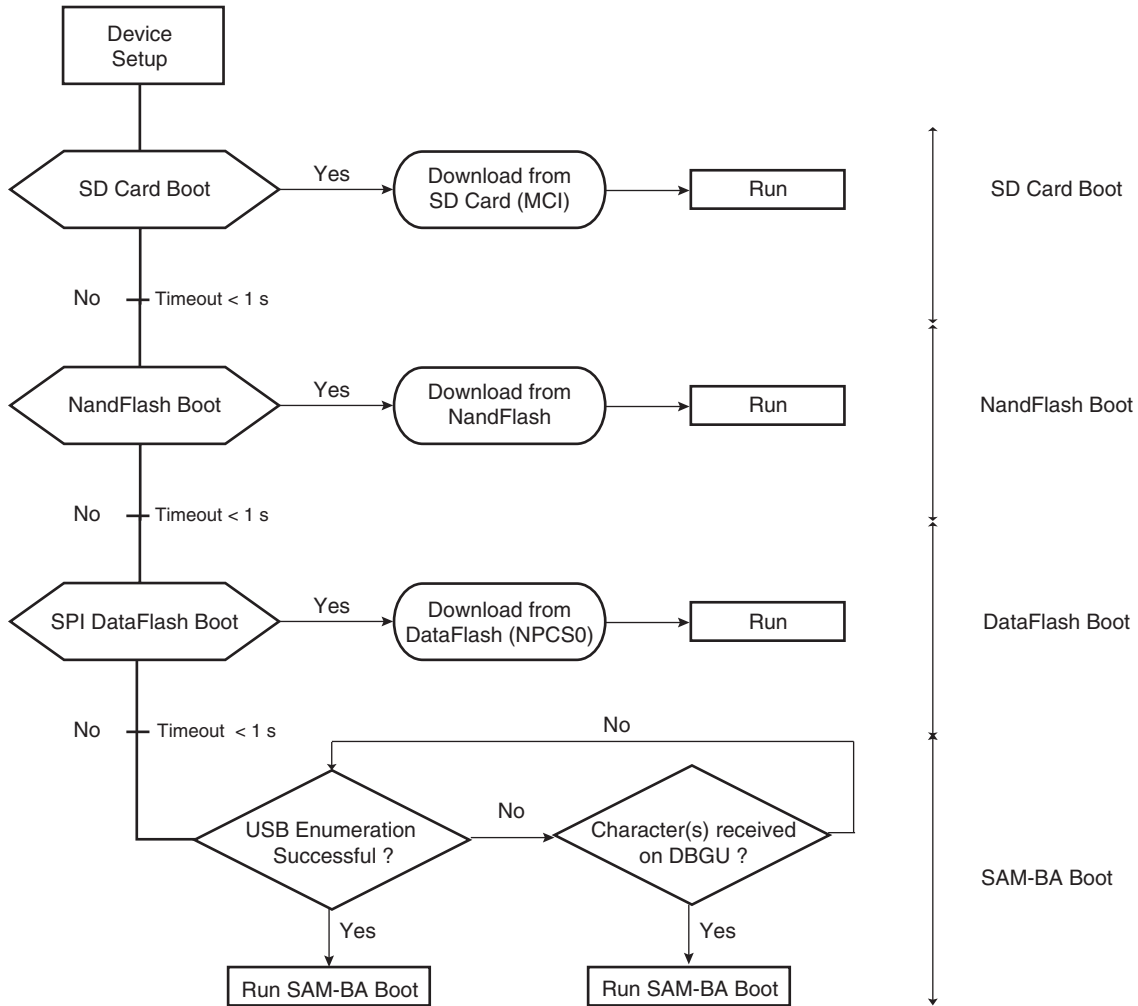 Device
Setup
SD Card Boot
Yes
Download from
SD Card (MCI)
Run
SD Card Boot
No
Timeout < 1 s
NandFlash Boot
Yes
Download from
NandFlash
Run
NandFlash Boot
No
Timeout < 1 s
SPI DataFlash Boot
Yes
Download from
DataFlash (NPCS0)
Run
DataFlash Boot
No
Timeout < 1 s
No
USB Enumeration
Successful ?
No
Character(s) received
on DBGU ?
SAM-BA Boot
Yes
Yes
Run SAM-BA Boot
Run SAM-BA Boot